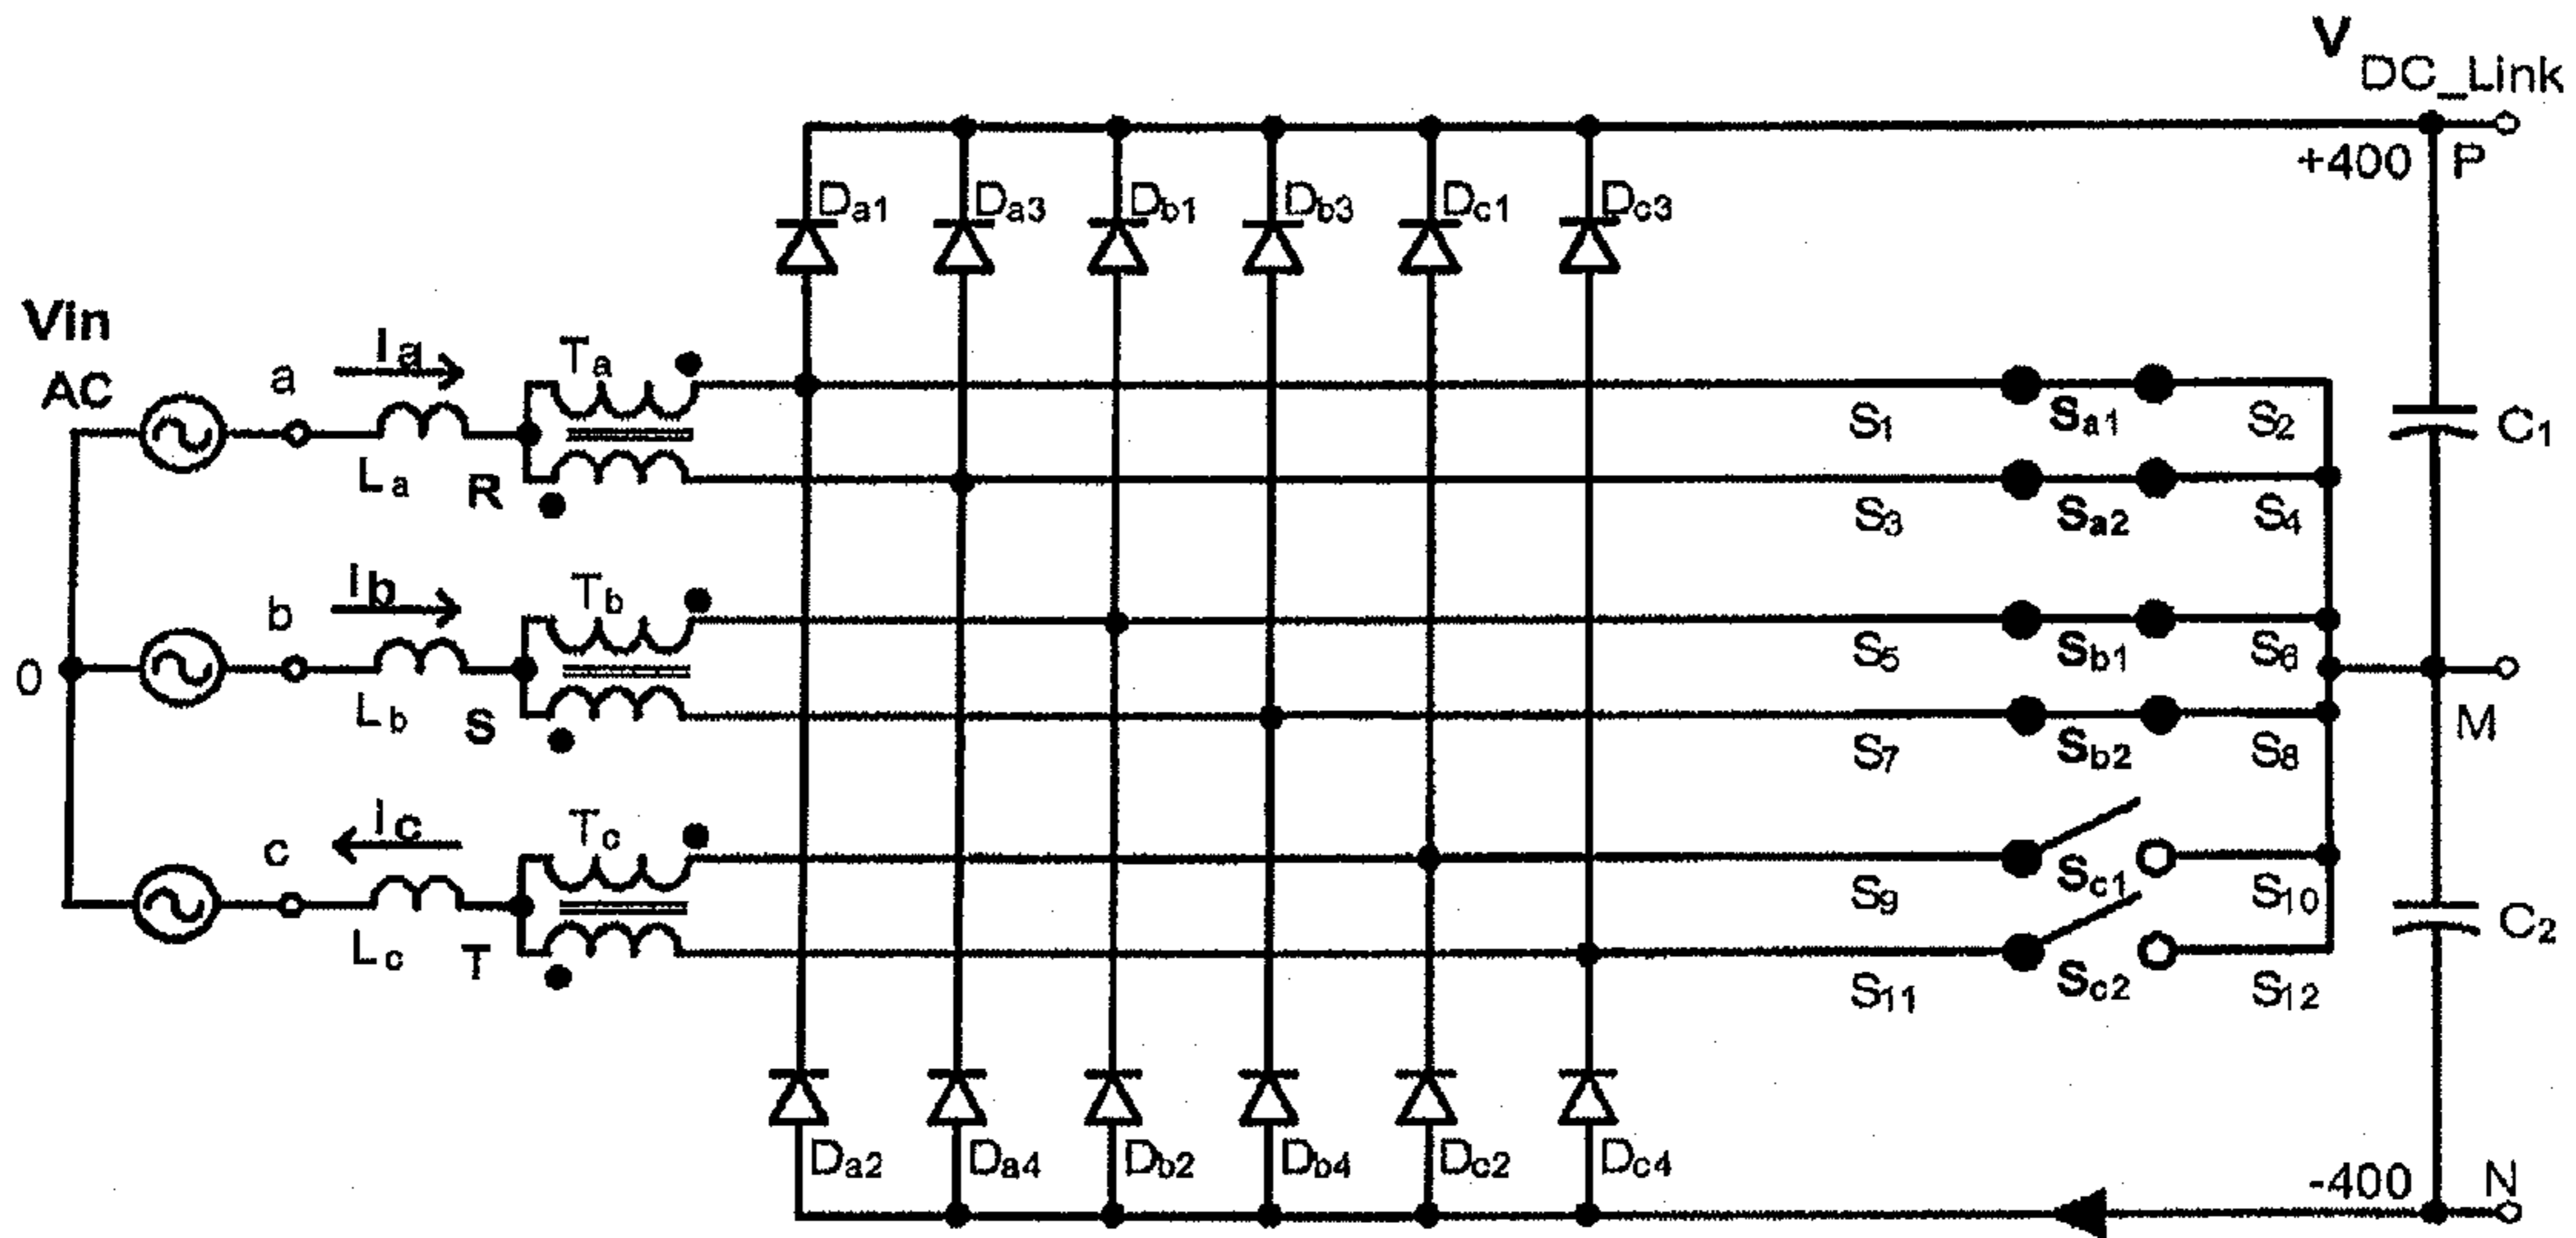 V DC_Link
+400 P
Da1 Da3 Db1 Db3 Dc1 Dc3
Vin
AC
a Ia Ta
La R
S1 Sa1 S2
C1
S3 Sa2 S4
b Ib Tb
0
Lb S
S5 Sb1 S6
M
S7 Sb2 S8
c Ic Tc
Lc T
S9 Sc1 S10
C2
S11 Sc2 S12
Da2 Da4 Db2 Db4 Dc2 Dc4
-400 N